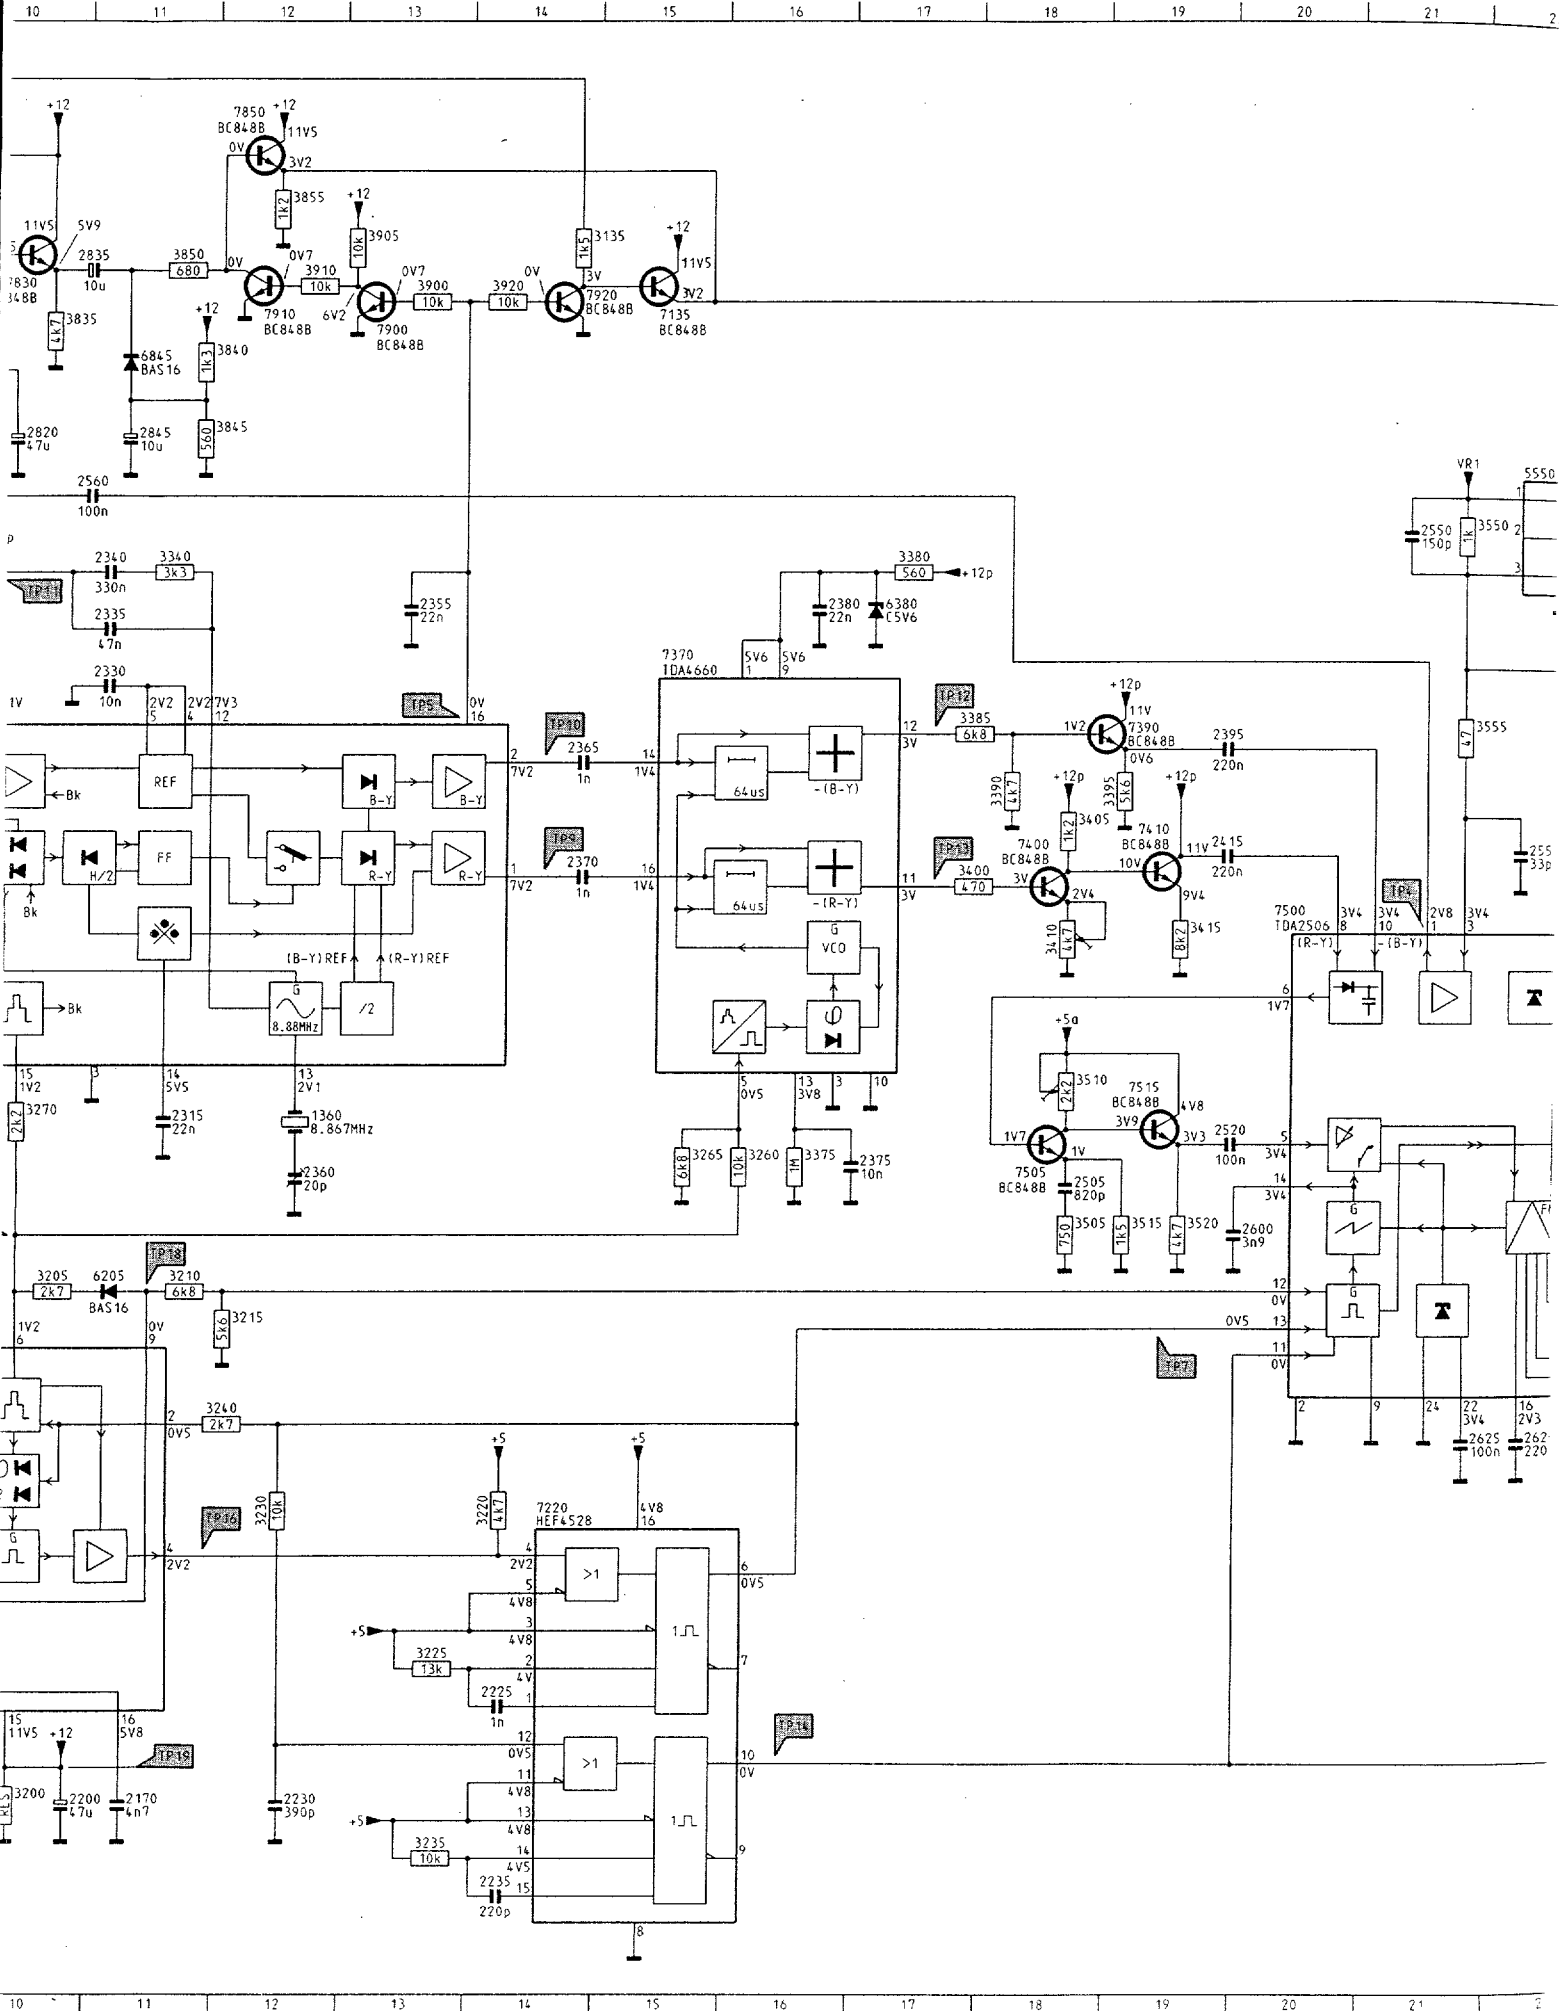 10 11 12 13 14 15 16 17 18 19 20 21 2
+12
7850 +12
BC848B
11V5
0V
3V2
3855
1k2
+12
11V5
5V9
2835
10u
3850
680
0V
0V7
3910
10k
3905
10k
0V7
3900
10k
3920
10k
0V
3135
1k5
3V
+12
11V5
3V2
7830
348B
7910
BC848B
6V2
7900
BC848B
7920
BC848B
7135
BC848B
3835
4k7
+12
6845
BAS16
3840
1k3
2820
47u
2845
10u
3845
560
2560
100n
VR1
5550
1
2
3
2550
150p
3550
1k
p
2340
330n
3340
3k3
TP11
2335
47n
2355
22n
3380
560
+12p
2380
22n
6380
C5V6
2330
10n
7370
TDA4660
5V6
1
5V6
9
1V
2V2
5
2V2
4
7V3
12
TP5
0V
16
TP10
TP12
+12p
11V
2
7V2
2365
1n
14
1V4
12
3V
3385
6k8
1V2
7390
BC848B
0V6
2395
220n
3555
47
Bk
REF
B-Y
B-Y
64us
-(B-Y)
3390
4k7
+12p
3395
5k6
+12p
3405
1k2
H/2
FF
R-Y
R-Y
TP9
1
7V2
2370
1n
16
1V4
64us
-(R-Y)
TP13
11
3V
3400
470
7400
BC848B
3V
2V4
7410
BC848B
10V
11V
9V4
2415
220n
255
33p
Bk
G
VCO
3410
4k7
3415
8k2
7500
TDA2506
3V4
8
3V4
10
TP4
2V8
1
3V4
3
(R-Y)
-(B-Y)
(B-Y)REF
(R-Y)REF
Bk
G
8.88MHz
/2
6
1V7
15
1V2
3
14
5V5
13
2V1
5
0V5
13
3V8
3
10
+5a
3510
2k2
7515
BC848B
4V8
3V9
3V3
3270
2k2
2315
22n
1360
8.867MHz
2360
20p
3265
6k8
3260
10k
3375
1M
2375
10n
1V7
7505
BC848B
1V
2505
820p
2520
100n
5
3V4
14
3V4
3505
750
3515
1k5
3520
4k7
2600
3n9
G
TP18
3205
2k7
6205
BAS16
3210
6k8
3215
5k6
12
0V
G
0V5
13
11
0V
TP7
1V2
6
0V
9
2
0V5
3240
2k7
2
9
24
22
3V4
16
2V3
2625
100n
262
220
G
TP16
3230
10k
+5
+5
3220
4k7
7220
HEF4528
4V8
16
4
2V2
4
2V2
>1
6
0V5
5
4V8
+5
3
4V8
1
3225
13k
2
4V
7
2225
1n
1
15
11V5
+12
16
5V8
TP19
12
0V5
>1
TP14
10
0V
11
4V8
3200
RES
2200
47u
2170
4n7
2230
390p
+5
13
4V8
1
3235
10k
14
4V5
9
2235
220p
15
8
10 11 12 13 14 15 16 17 18 19 20 21 2